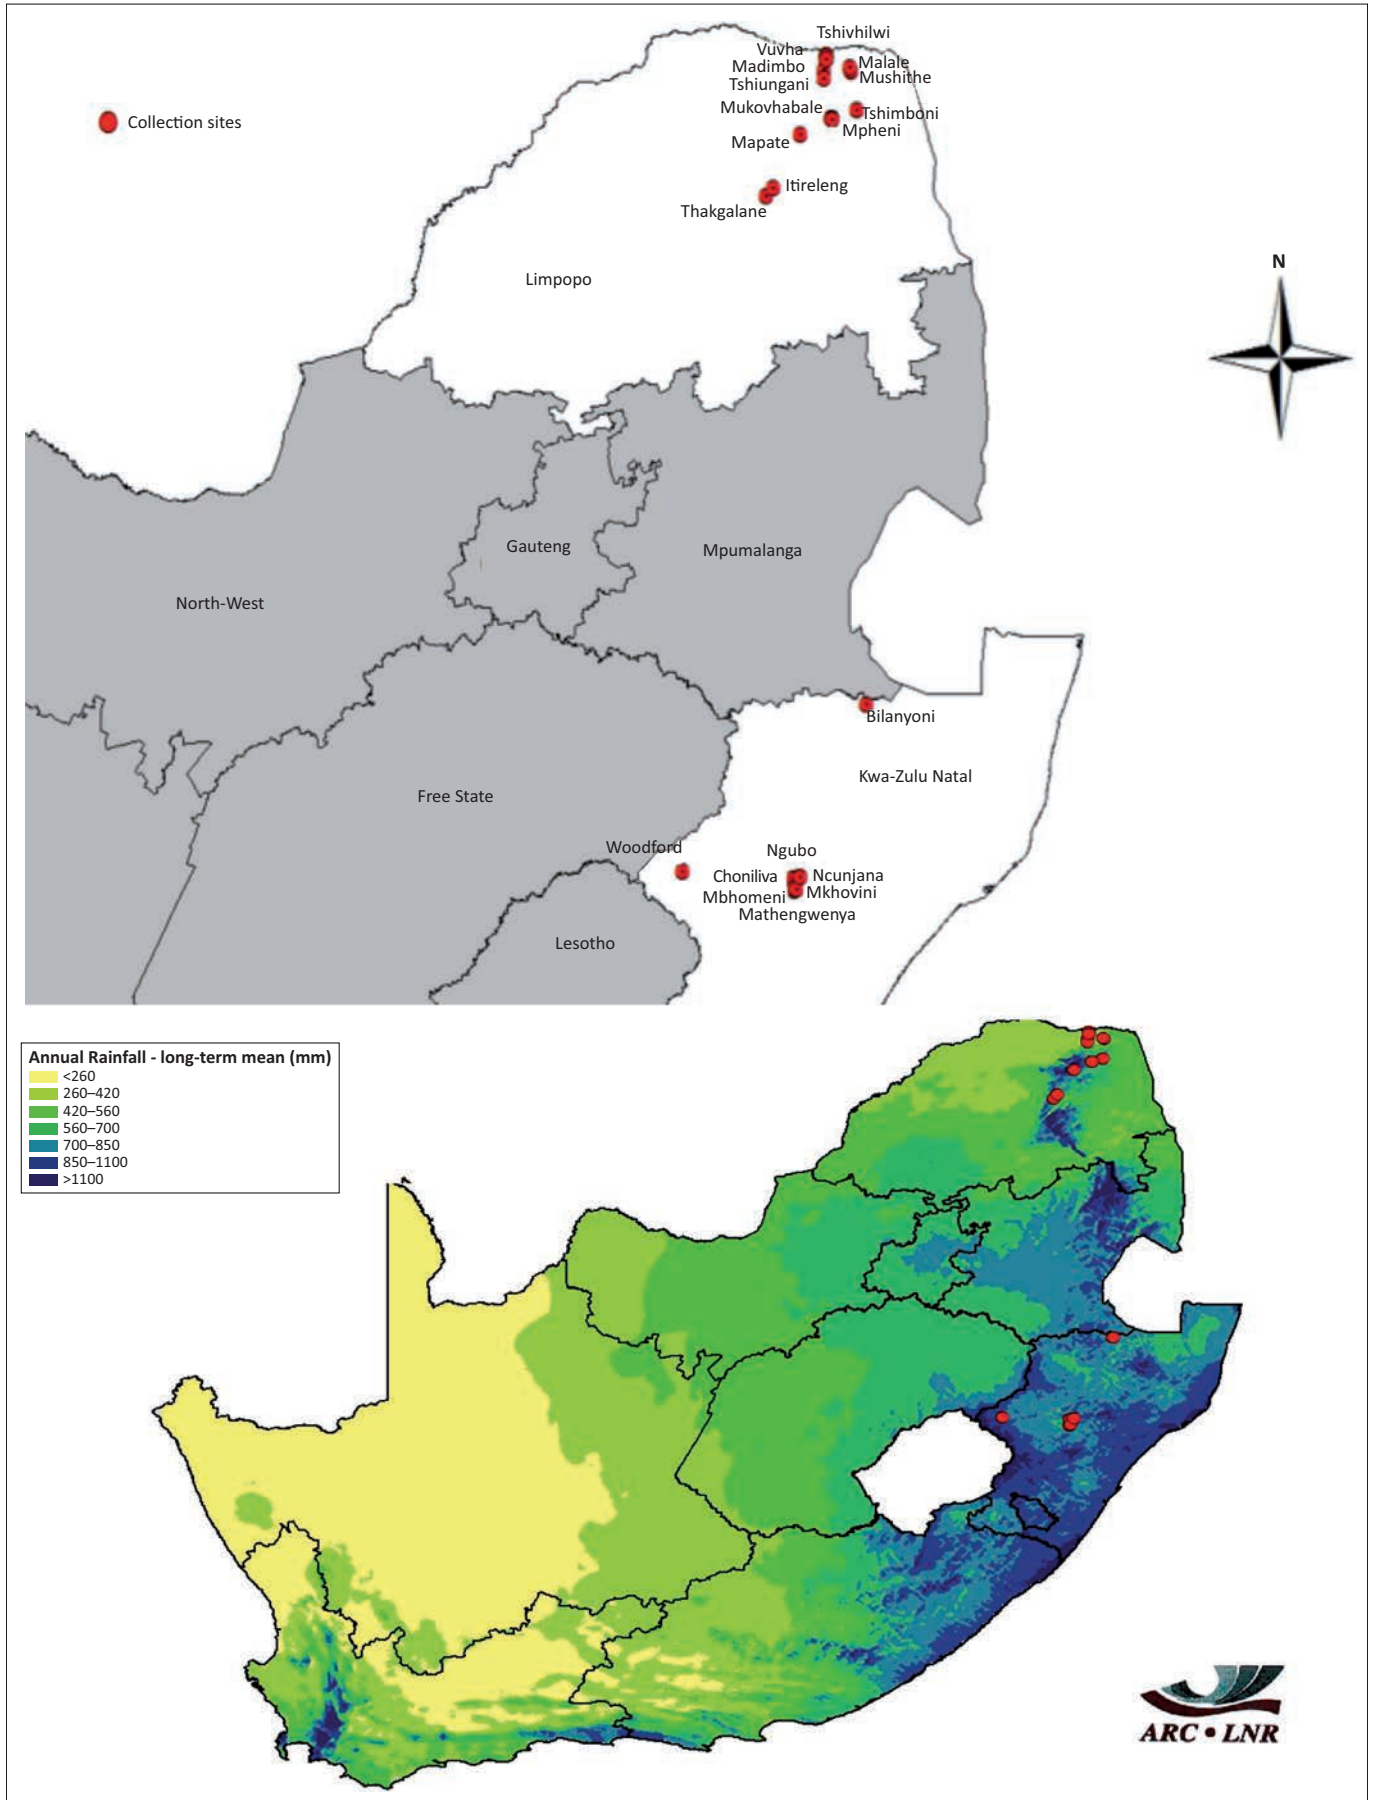 Tshivhilwi
Vuvha
Madimbo
Malale
Tshiungani
Mushithe
Mukovhabale
Tshimboni
Mpheni
Mapate
Collection sites
Itireleng
Thakgalane
Limpopo
N
Gauteng
Mpumalanga
North-West
Bilanyoni
Kwa-Zulu Natal
Free State
Woodford
Ngubo
Choniliva
Ncunjana
Mbhomeni
Mkhovini
Mathengwenya
Lesotho
Annual Rainfall - long-term mean (mm)
<260
260–420
420–560
560–700
700–850
850–1100
>1100
ARC • LNR